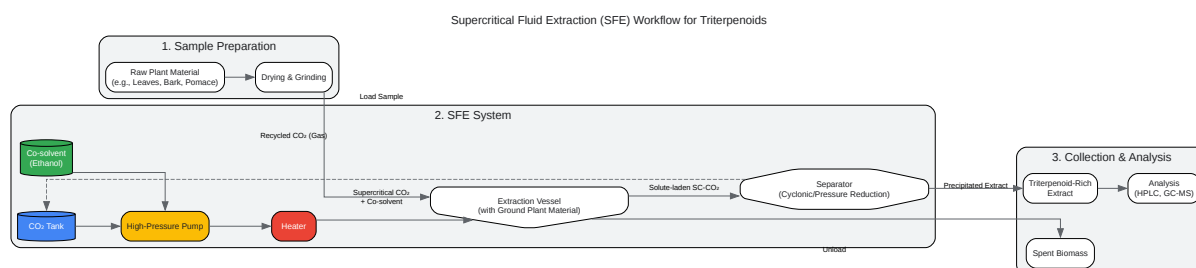 Supercritical Fluid Extraction (SFE) Workflow for Triterpenoids
1. Sample Preparation
Raw Plant Material
(e.g., Leaves, Bark, Pomace)
Drying & Grinding
Load Sample
2. SFE System
Recycled CO₂ (Gas)
Co-solvent
(Ethanol)
Supercritical CO₂
+ Co-solvent
Extraction Vessel
(with Ground Plant Material)
Solute-laden SC-CO₂
Separator
(Cyclonic/Pressure Reduction)
Precipitated Extract
CO₂ Tank
High-Pressure Pump
Heater
Unload
3. Collection & Analysis
Triterpenoid-Rich
Extract
Analysis
(HPLC, GC-MS)
Spent Biomass